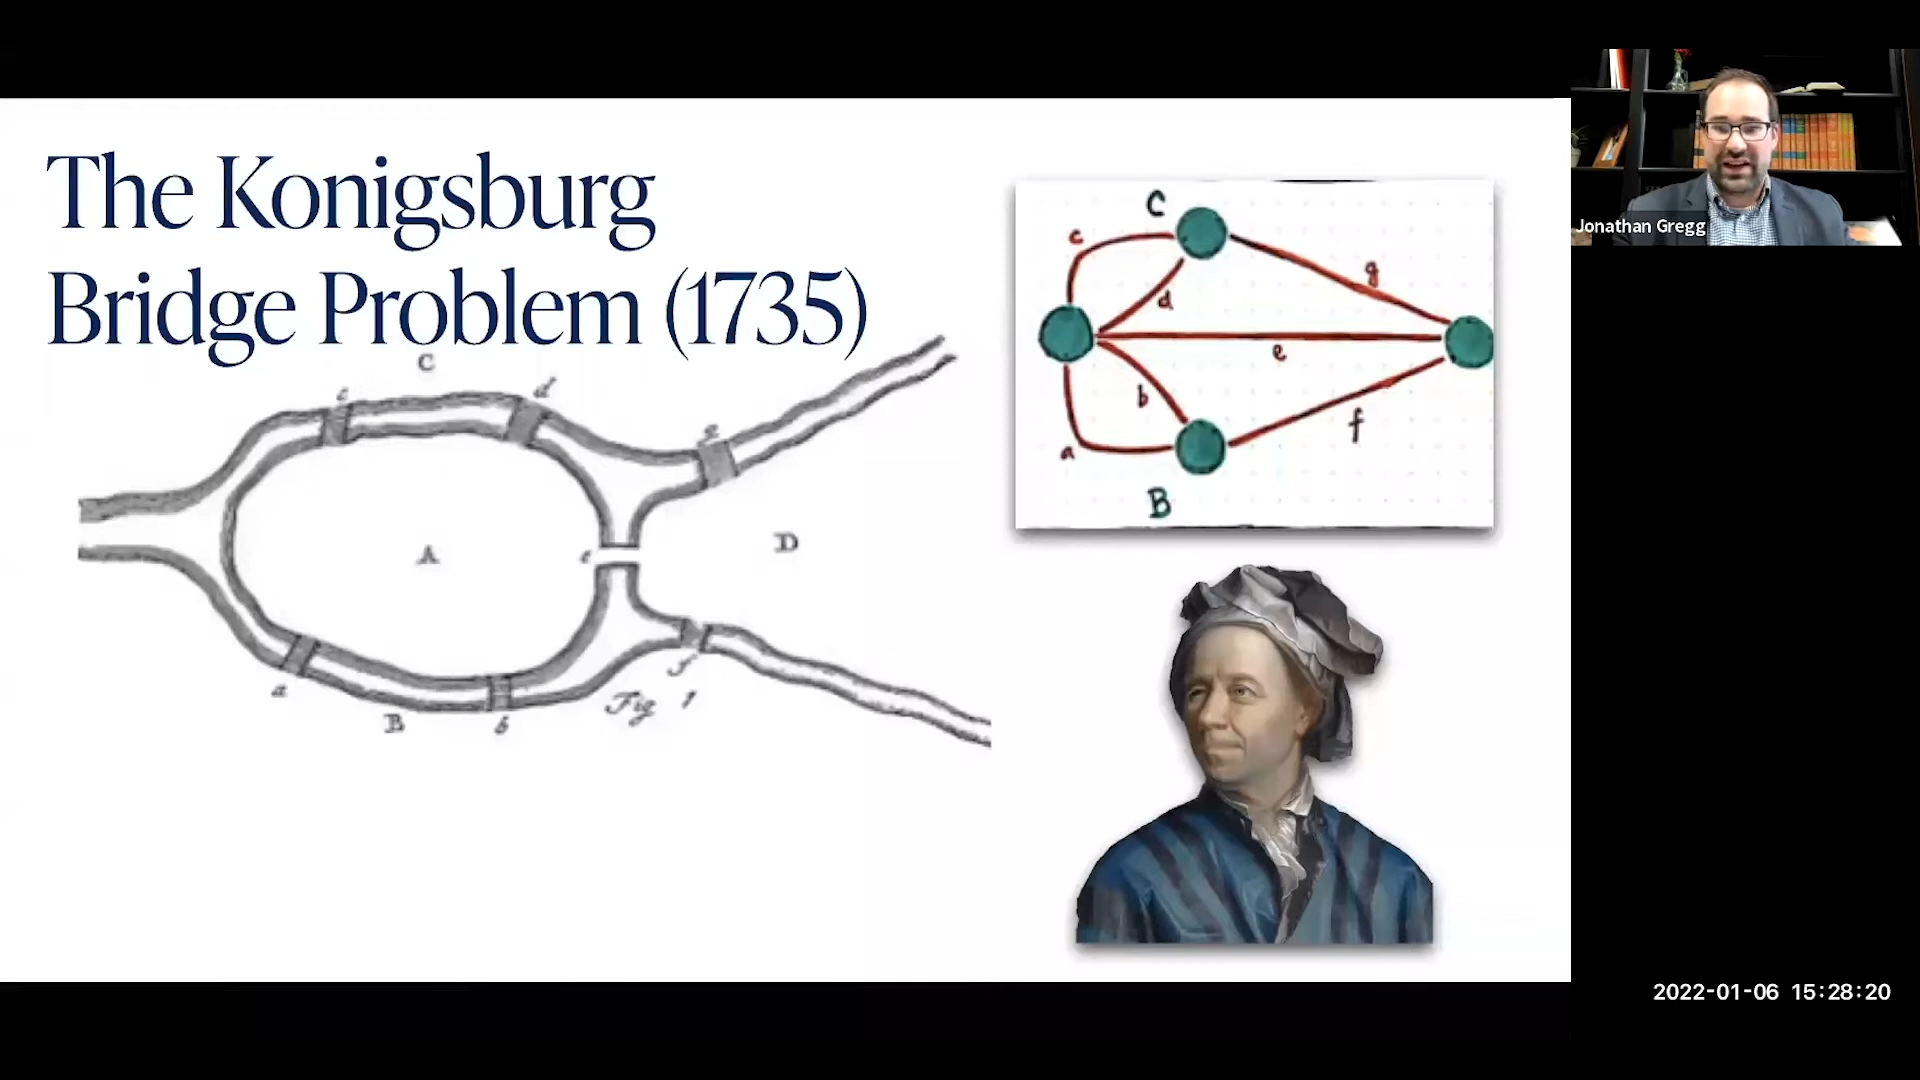 The Konigsburg
Bridge Problem (1735)
C
c
d
g
A
e
D
a
B
b
f
Fig 1
C
c
d
g
e
b
a
f
B
Jonathan Gregg
2022-01-06 15:28:20